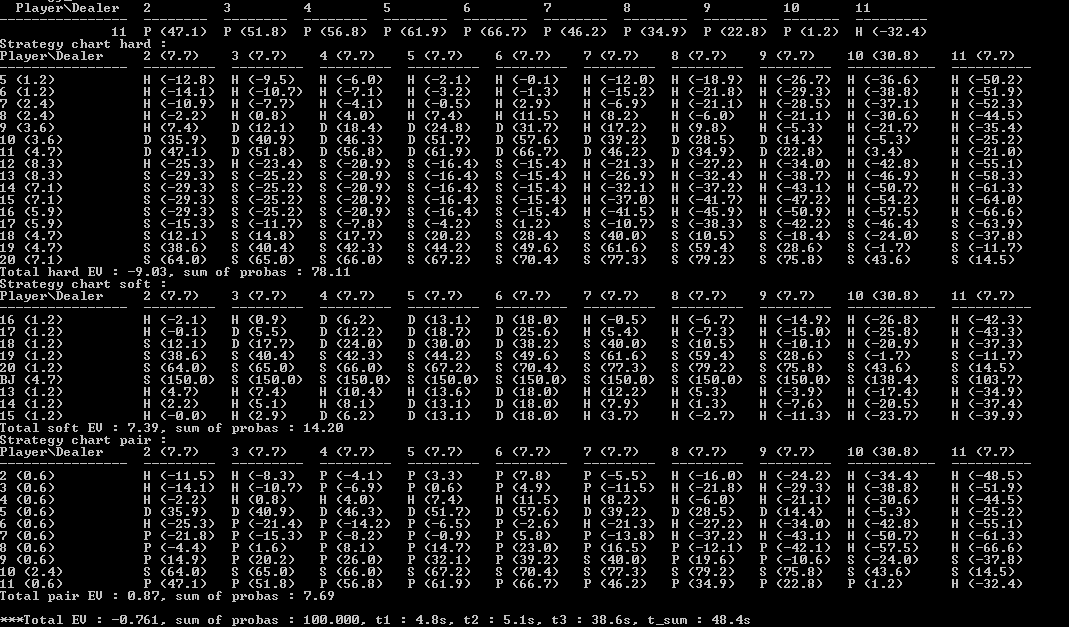 Player\Dealer 2 3 4 5 6 7 8 9 10 11
11 P (47.1) P (51.8) P (56.8) P (61.9) P (66.7) P (46.2) P (34.9) P (22.8) P (1.2) H (-32.4)
Strategy chart hard :
Player\Dealer 2 (7.7) 3 (7.7) 4 (7.7) 5 (7.7) 6 (7.7) 7 (7.7) 8 (7.7) 9 (7.7) 10 (30.8) 11 (7.7)
5 (1.2) H (-12.8) H (-9.5) H (-6.0) H (-2.1) H (-0.1) H (-12.0) H (-18.9) H (-26.7) H (-36.6) H (-50.2)
6 (1.2) H (-14.1) H (-10.7) H (-7.1) H (-3.2) H (-1.3) H (-15.2) H (-21.8) H (-29.3) H (-38.8) H (-51.9)
7 (2.4) H (-10.9) H (-7.7) H (-4.1) H (-0.5) H (2.9) H (-6.9) H (-21.1) H (-28.5) H (-37.1) H (-52.3)
8 (2.4) H (-2.2) H (0.8) H (4.0) H (7.4) H (11.5) H (8.2) H (-6.0) H (-21.1) H (-30.6) H (-44.5)
9 (3.6) H (7.4) D (12.1) D (18.4) D (24.8) D (31.7) H (17.2) H (9.8) H (-5.3) H (-21.7) H (-35.4)
10 (3.6) D (35.9) D (40.9) D (46.3) D (51.7) D (57.6) D (39.2) D (28.5) D (14.4) H (-5.3) H (-25.2)
11 (4.7) D (47.1) D (51.8) D (56.8) D (61.9) D (66.7) D (46.2) D (34.9) D (22.8) H (3.4) H (-21.0)
12 (8.3) H (-25.3) H (-23.4) S (-20.9) S (-16.4) S (-15.4) H (-21.3) H (-27.2) H (-34.0) H (-42.8) H (-55.1)
13 (8.3) S (-29.3) S (-25.2) S (-20.9) S (-16.4) S (-15.4) H (-26.9) H (-32.4) H (-38.7) H (-46.9) H (-58.3)
14 (7.1) S (-29.3) S (-25.2) S (-20.9) S (-16.4) S (-15.4) H (-32.1) H (-37.2) H (-43.1) H (-50.7) H (-61.3)
15 (7.1) S (-29.3) S (-25.2) S (-20.9) S (-16.4) S (-15.4) H (-37.0) H (-41.7) H (-47.2) H (-54.2) H (-64.0)
16 (5.9) S (-29.3) S (-25.2) S (-20.9) S (-16.4) S (-15.4) H (-41.5) H (-45.9) H (-50.9) H (-57.5) H (-66.6)
17 (5.9) S (-15.3) S (-11.7) S (-7.8) S (-4.2) S (1.2) S (-10.7) S (-38.3) S (-42.2) S (-46.4) S (-63.9)
18 (4.7) S (12.1) S (14.8) S (17.7) S (20.2) S (28.4) S (40.0) S (10.5) S (-18.4) S (-24.0) S (-37.8)
19 (4.7) S (38.6) S (40.4) S (42.3) S (44.2) S (49.6) S (61.6) S (59.4) S (28.6) S (-1.7) S (-11.7)
20 (7.1) S (64.0) S (65.0) S (66.0) S (67.2) S (70.4) S (77.3) S (79.2) S (75.8) S (43.6) S (14.5)
Total hard EV : -9.03, sum of probas : 78.11
Strategy chart soft :
Player\Dealer 2 (7.7) 3 (7.7) 4 (7.7) 5 (7.7) 6 (7.7) 7 (7.7) 8 (7.7) 9 (7.7) 10 (30.8) 11 (7.7)
16 (1.2) H (-2.1) H (0.9) D (6.2) D (13.1) D (18.0) H (-0.5) H (-6.7) H (-14.9) H (-26.8) H (-42.3)
17 (1.2) H (-0.1) D (5.5) D (12.2) D (18.7) D (25.6) H (5.4) H (-7.3) H (-15.0) H (-25.8) H (-43.3)
18 (1.2) S (12.1) D (17.7) D (24.0) D (30.0) D (38.2) S (40.0) S (10.5) H (-10.1) H (-20.9) H (-37.3)
19 (1.2) S (38.6) S (40.4) S (42.3) S (44.2) S (49.6) S (61.6) S (59.4) S (28.6) S (-1.7) S (-11.7)
20 (1.2) S (64.0) S (65.0) S (66.0) S (67.2) S (70.4) S (77.3) S (79.2) S (75.8) S (43.6) S (14.5)
BJ (4.7) S (150.0) S (150.0) S (150.0) S (150.0) S (150.0) S (150.0) S (150.0) S (150.0) S (138.4) S (103.7)
13 (1.2) H (4.7) H (7.4) H (10.4) H (13.6) D (18.0) H (12.2) H (5.3) H (-3.9) H (-17.4) H (-34.9)
14 (1.2) H (2.2) H (5.1) H (8.1) D (13.1) D (18.0) H (7.9) H (1.3) H (-7.6) H (-20.5) H (-37.4)
15 (1.2) H (-0.0) H (2.9) D (6.2) D (13.1) D (18.0) H (3.7) H (-2.7) H (-11.3) H (-23.7) H (-39.9)
Total soft EV : 7.39, sum of probas : 14.20
Strategy chart pair :
Player\Dealer 2 (7.7) 3 (7.7) 4 (7.7) 5 (7.7) 6 (7.7) 7 (7.7) 8 (7.7) 9 (7.7) 10 (30.8) 11 (7.7)
2 (0.6) H (-11.5) H (-8.3) P (-4.1) P (3.3) P (7.8) P (-5.5) H (-16.0) H (-24.2) H (-34.4) H (-48.5)
3 (0.6) H (-14.1) H (-10.7) P (-6.9) P (0.6) P (4.9) P (-11.5) H (-21.8) H (-29.3) H (-38.8) H (-51.9)
4 (0.6) H (-2.2) H (0.8) H (4.0) H (7.4) H (11.5) H (8.2) H (-6.0) H (-21.1) H (-30.6) H (-44.5)
5 (0.6) D (35.9) D (40.9) D (46.3) D (51.7) D (57.6) D (39.2) D (28.5) D (14.4) H (-5.3) H (-25.2)
6 (0.6) H (-25.3) P (-21.4) P (-14.2) P (-6.5) P (-2.6) H (-21.3) H (-27.2) H (-34.0) H (-42.8) H (-55.1)
7 (0.6) P (-21.8) P (-15.3) P (-8.2) P (-0.9) P (5.8) P (-13.8) H (-37.2) H (-43.1) H (-50.7) H (-61.3)
8 (0.6) P (-4.4) P (1.6) P (8.1) P (14.7) P (23.0) P (16.5) P (-12.1) P (-42.1) H (-57.5) H (-66.6)
9 (0.6) P (14.9) P (20.2) P (26.0) P (32.1) P (39.2) S (40.0) P (19.6) P (-10.6) S (-24.0) S (-37.8)
10 (2.4) S (64.0) S (65.0) S (66.0) S (67.2) S (70.4) S (77.3) S (79.2) S (75.8) S (43.6) S (14.5)
11 (0.6) P (47.1) P (51.8) P (56.8) P (61.9) P (66.7) P (46.2) P (34.9) P (22.8) P (1.2) H (-32.4)
Total pair EV : 0.87, sum of probas : 7.69
***Total EV : -0.761, sum of probas : 100.000, t1 : 4.8s, t2 : 5.1s, t3 : 38.6s, t_sum : 48.4s